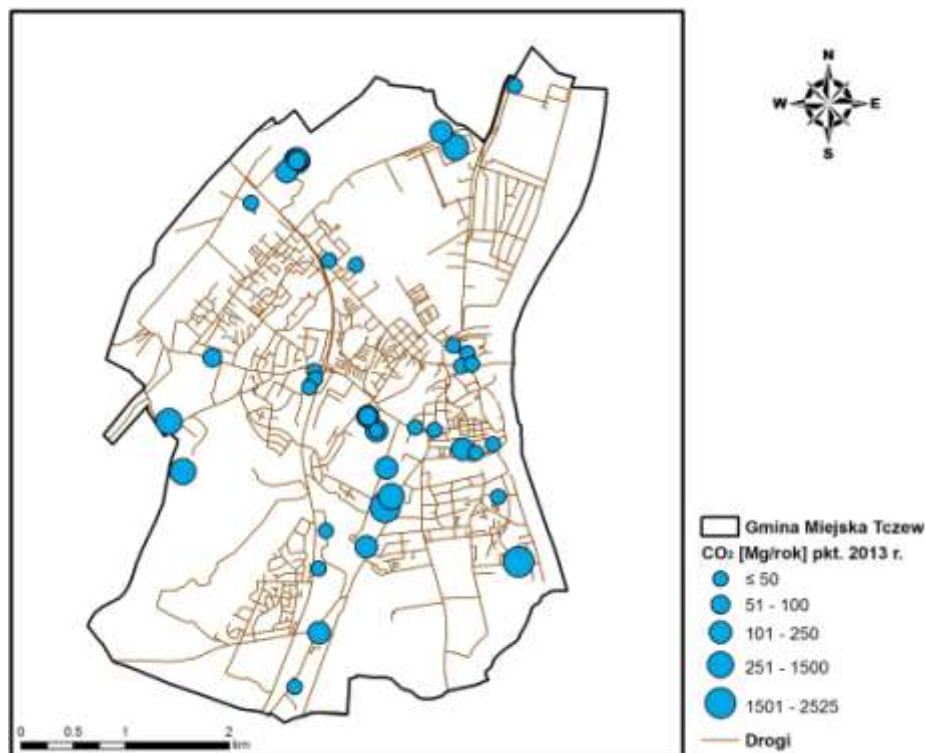 N
W E
S
Gmina Miejska Tczew
CO₂ [Mg/rok] pkt. 2013 r.
≤ 50
51 - 100
101 - 250
251 - 1500
1501 - 2525
Drogi
0 0.5 1 2
km